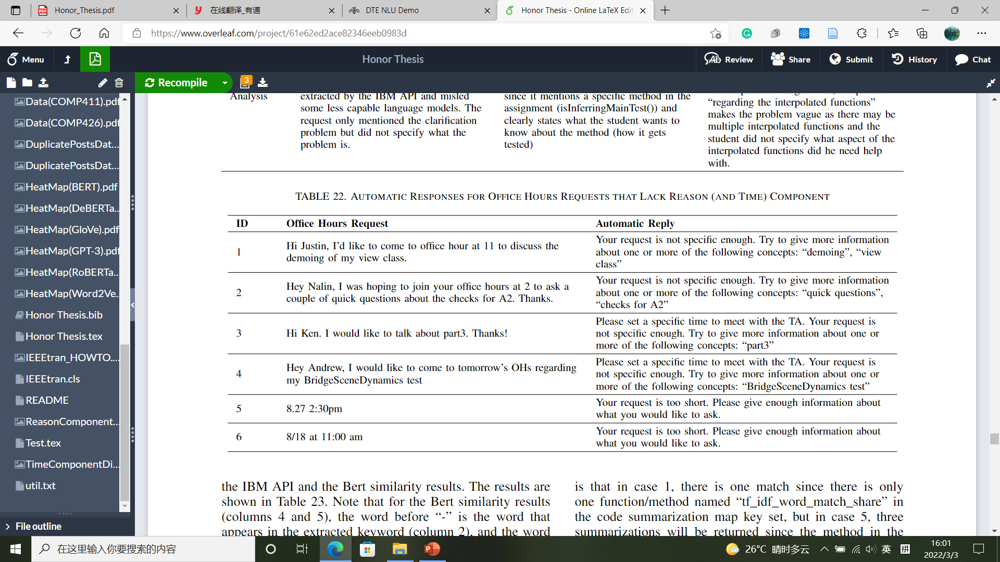 Honor_Thesis.pdf
在线翻译_有道
DTE NLU Demo
Honor Thesis - Online LaTeX Edit
https://www.overleaf.com/project/61e62ed2ace82346eeb0983d
Menu
Honor Thesis
Review
Share
Submit
History
Chat
Recompile
3
Data(COMP411).pdf
Data(COMP426).pdf
DuplicatePostsDat...
DuplicatePostsDat...
HeatMap(BERT).pdf
HeatMap(DeBERTa...
HeatMap(GloVe).pdf
HeatMap(GPT-3).pdf
HeatMap(RoBERTa...
HeatMap(Word2Ve...
Honor Thesis.bib
Honor Thesis.tex
IEEEtran_HOWTO....
IEEEtran.cls
README
ReasonComponent...
Test.tex
TimeComponentDi...
util.txt
File outline
Analysis
extracted by the IBM API and misled
some less capable language models. The
request only mentioned the clarification
problem but did not specify what the
problem is.
since it mentions a specific method in the
assignment (isInferringMainTest()) and
clearly states what the student wants to
know about the method (how it gets
tested)
“regarding the interpolated functions”
makes the problem vague as there may be
multiple interpolated functions and the
student did not specify what aspect of the
interpolated functions did he need help
with.
TABLE 22. AUTOMATIC RESPONSES FOR OFFICE HOURS REQUESTS THAT LACK REASON (AND TIME) COMPONENT
ID
Office Hours Request
Automatic Reply
1
Hi Justin, I’d like to come to office hour at 11 to discuss the
demoing of my view class.
Your request is not specific enough. Try to give more information
about one or more of the following concepts: “demoing”, “view
class”
2
Hey Nalin, I was hoping to join your office hours at 2 to ask a
couple of quick questions about the checks for A2. Thanks.
Your request is not specific enough. Try to give more information
about one or more of the following concepts: “quick questions”,
“checks for A2”
3
Hi Ken. I would like to talk about part3. Thanks!
Please set a specific time to meet with the TA. Your request is
not specific enough. Try to give more information about one or
more of the following concepts: “part3”
4
Hey Andrew, I would like to come to tomorrow’s OHs regarding
my BridgeSceneDynamics test
Please set a specific time to meet with the TA. Your request is
not specific enough. Try to give more information about one or
more of the following concepts: “BridgeSceneDynamics test”
5
8.27 2:30pm
Your request is too short. Please give enough information about
what you would like to ask.
6
8/18 at 11:00 am
Your request is too short. Please give enough information about
what you would like to ask.
the IBM API and the Bert similarity results. The results are
shown in Table 23. Note that for the Bert similarity results
(columns 4 and 5), the word before “-” is the word that
appears in the extracted keyword (column 2), and the word
is that in case 1, there is one match since there is only
one function/method named “tf_idf_word_match_share” in
the code summarization map key set, but in case 5, three
summarizations will be returned since the method in the
在这里输入你要搜索的内容
26°C 晴时多云
英
拼
16:01
2022/3/3